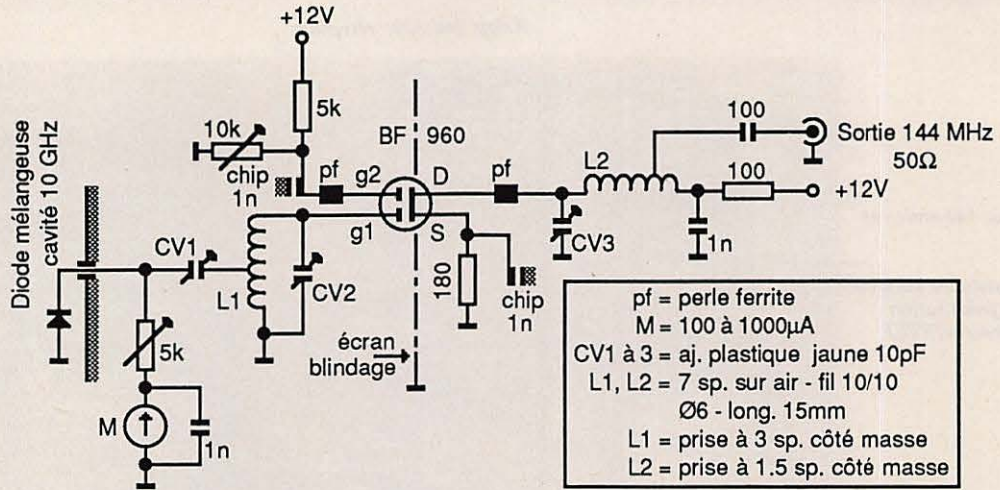 +12V
5k
10k
chip
1n
pf
g2
BF 960
D
pf
L2
100
Sortie 144 MHz
50Ω
100
+12V
1n
CV3
Diode mélangeuse
cavité 10 GHz
CV1
L1
CV2
g1
S
180
chip
1n
5k
M
1n
écran
blindage
pf = perle ferrite
M = 100 à 1000µA
CV1 à 3 = aj. plastique jaune 10pF
L1, L2 = 7 sp. sur air - fil 10/10
Ø6 - long. 15mm
L1 = prise à 3 sp. côté masse
L2 = prise à 1.5 sp. côté masse